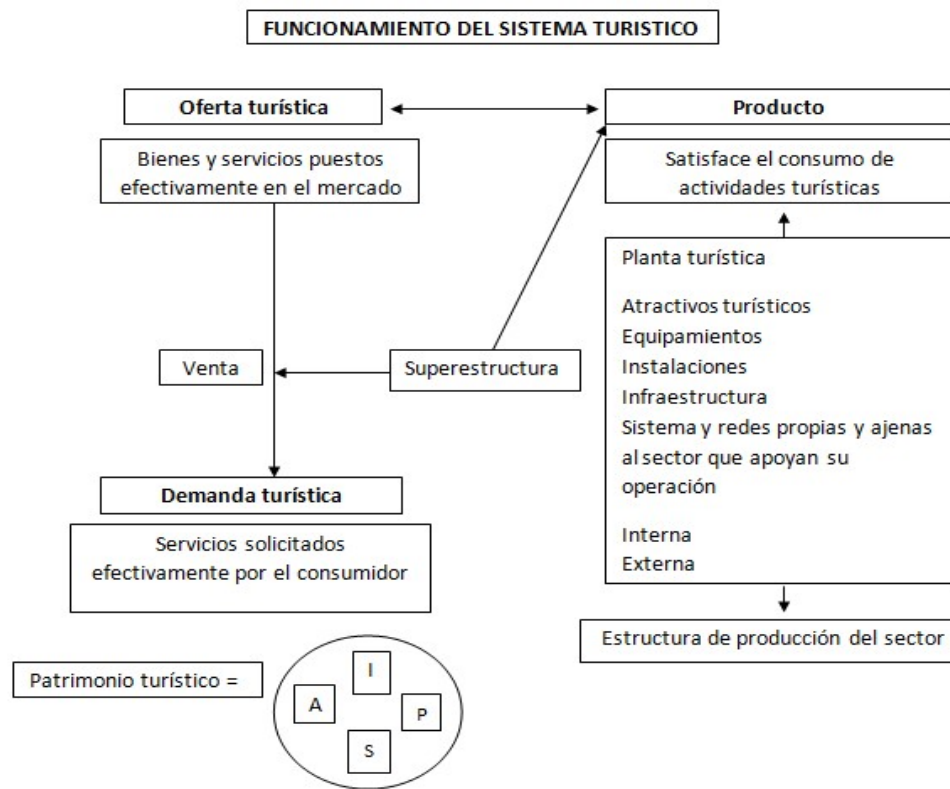 FUNCIONAMIENTO DEL SISTEMA TURISTICO
Oferta turística
Producto
Bienes y servicios puestos
efectivamente en el mercado
Satisface el consumo de
actividades turísticas
Planta turística
Atractivos turísticos
Equipamientos
Instalaciones
Infraestructura
Sistema y redes propias y ajenas
al sector que apoyan su
operación
Interna
Externa
Venta
Superestructura
Demanda turística
Servicios solicitados
efectivamente por el consumidor
Estructura de producción del sector
Patrimonio turístico =
I
A
P
S